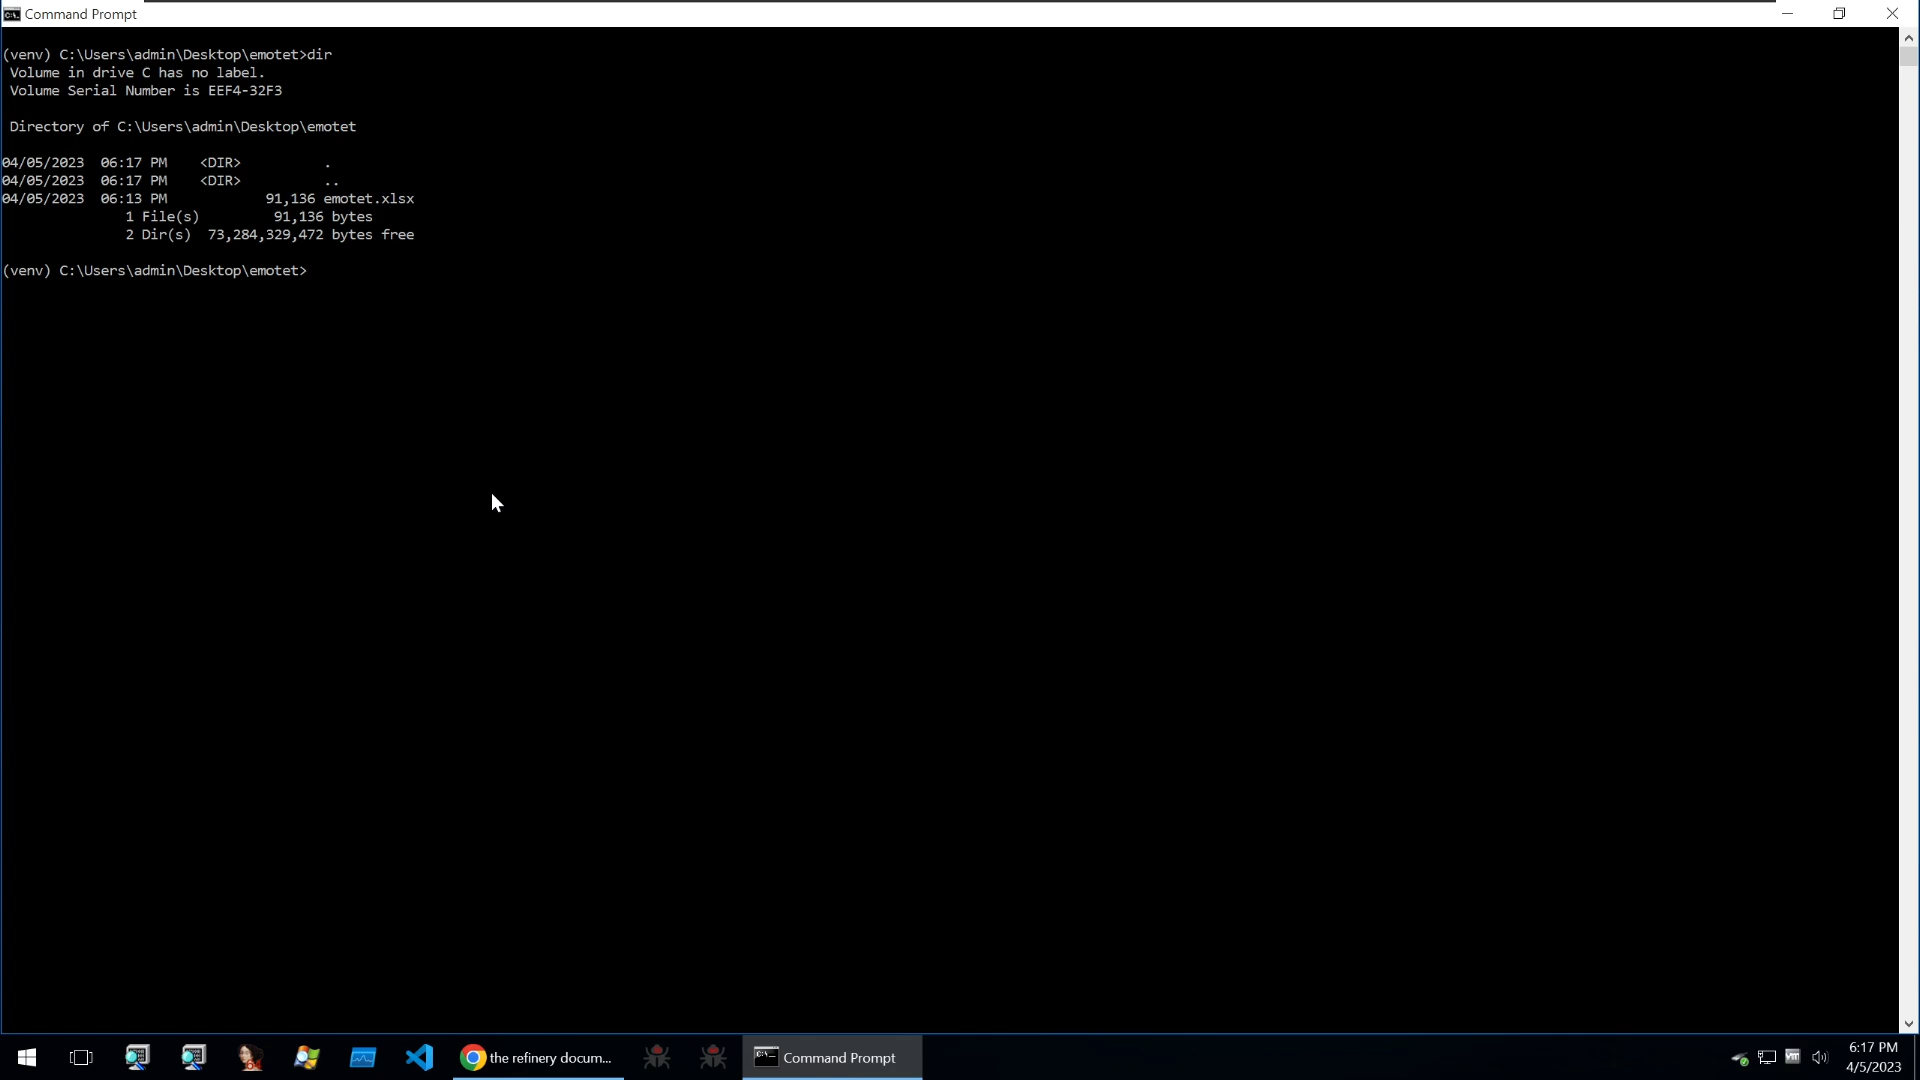 Command Prompt
(venv) C:\Users\admin\Desktop\emotet>dir
Volume in drive C has no label.
Volume Serial Number is EEF4-32F3
Directory of C:\Users\admin\Desktop\emotet
04/05/2023  06:17 PM    <DIR>          .
04/05/2023  06:17 PM    <DIR>          ..
04/05/2023  06:13 PM            91,136 emotet.xlsx
1 File(s)         91,136 bytes
2 Dir(s)  73,284,329,472 bytes free
(venv) C:\Users\admin\Desktop\emotet>
the refinery docum...
Command Prompt
6:17 PM
4/5/2023